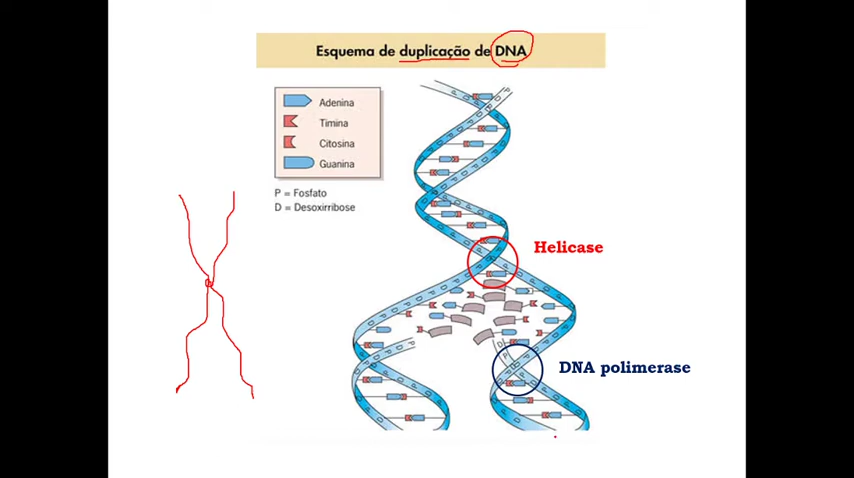 Esquema de duplicação de DNA
Adenina
Timina
Citosina
Guanina
P = Fosfato
D = Desoxirribose
Helicase
DNA polimerase